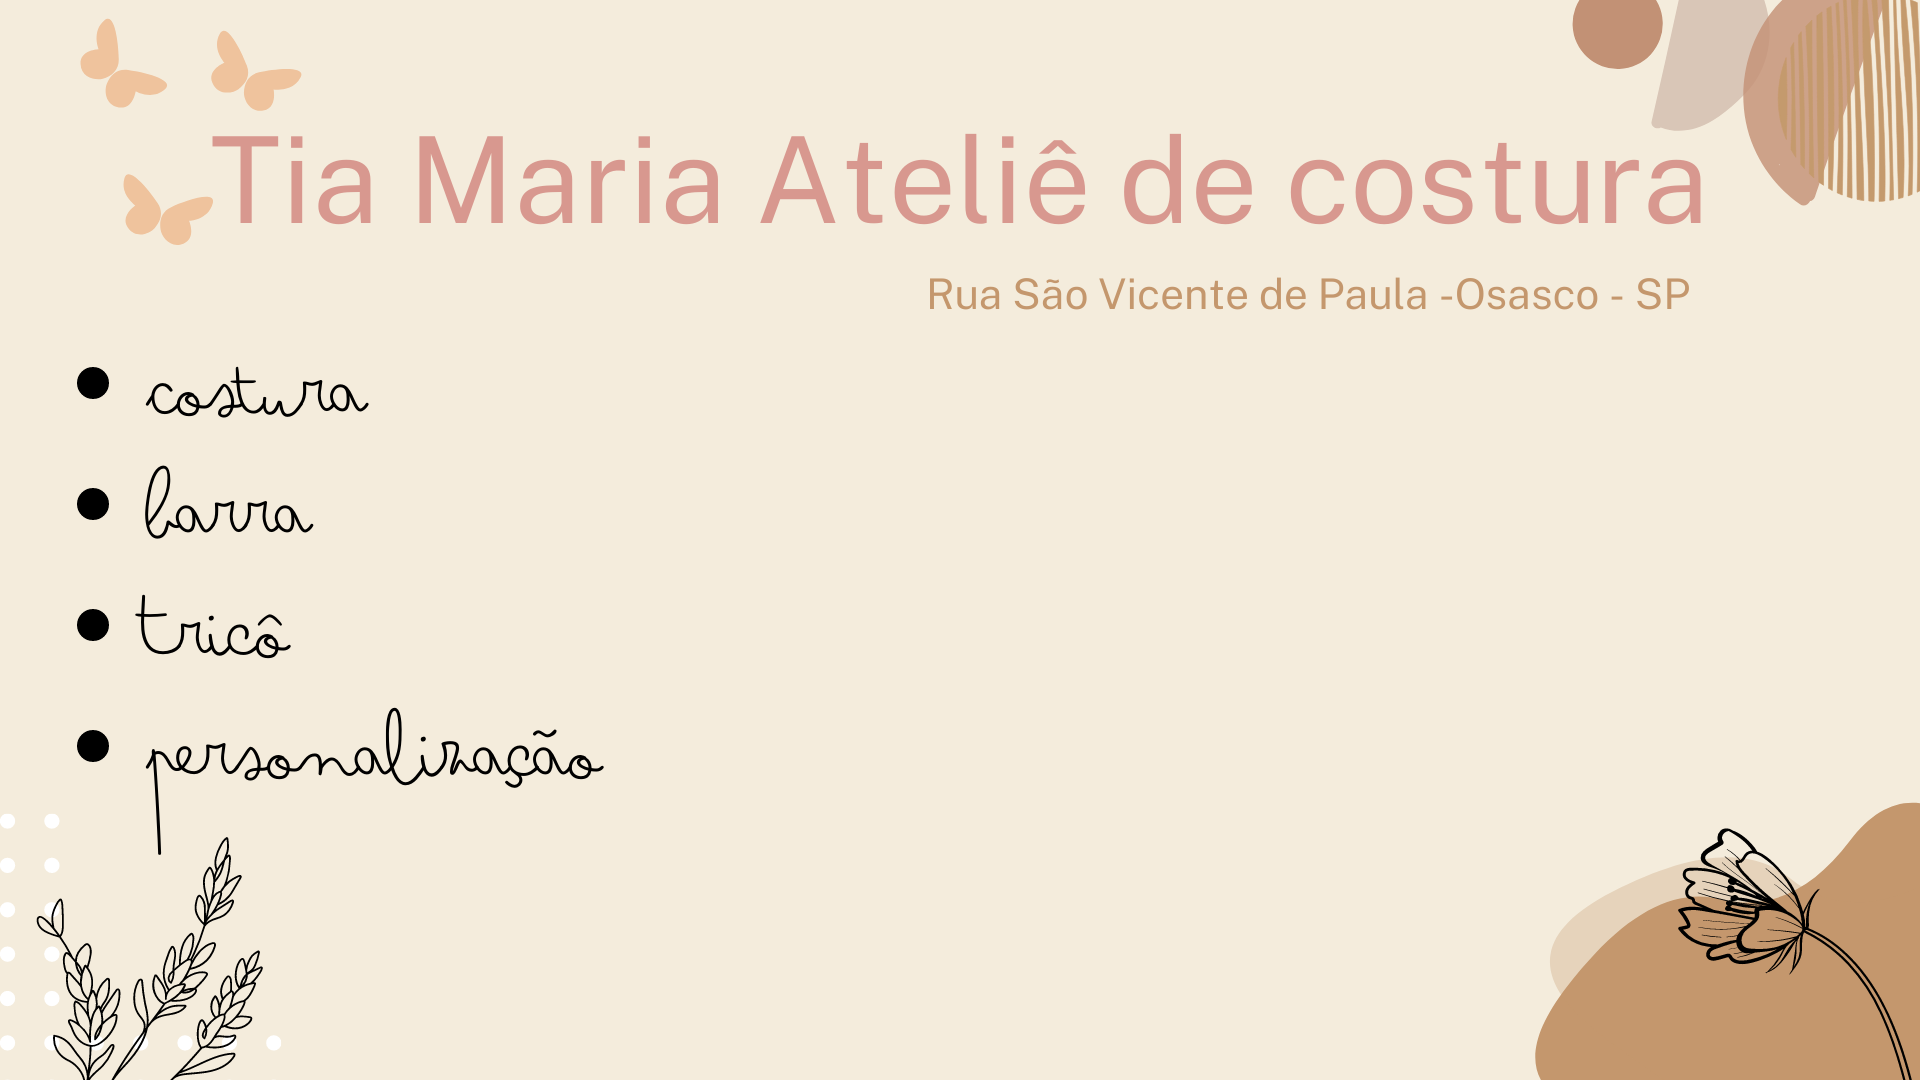 Tia Maria Ateliê de costura
Rua São Vicente de Paula -Osasco - SP
costura
barra
tricô
personalização